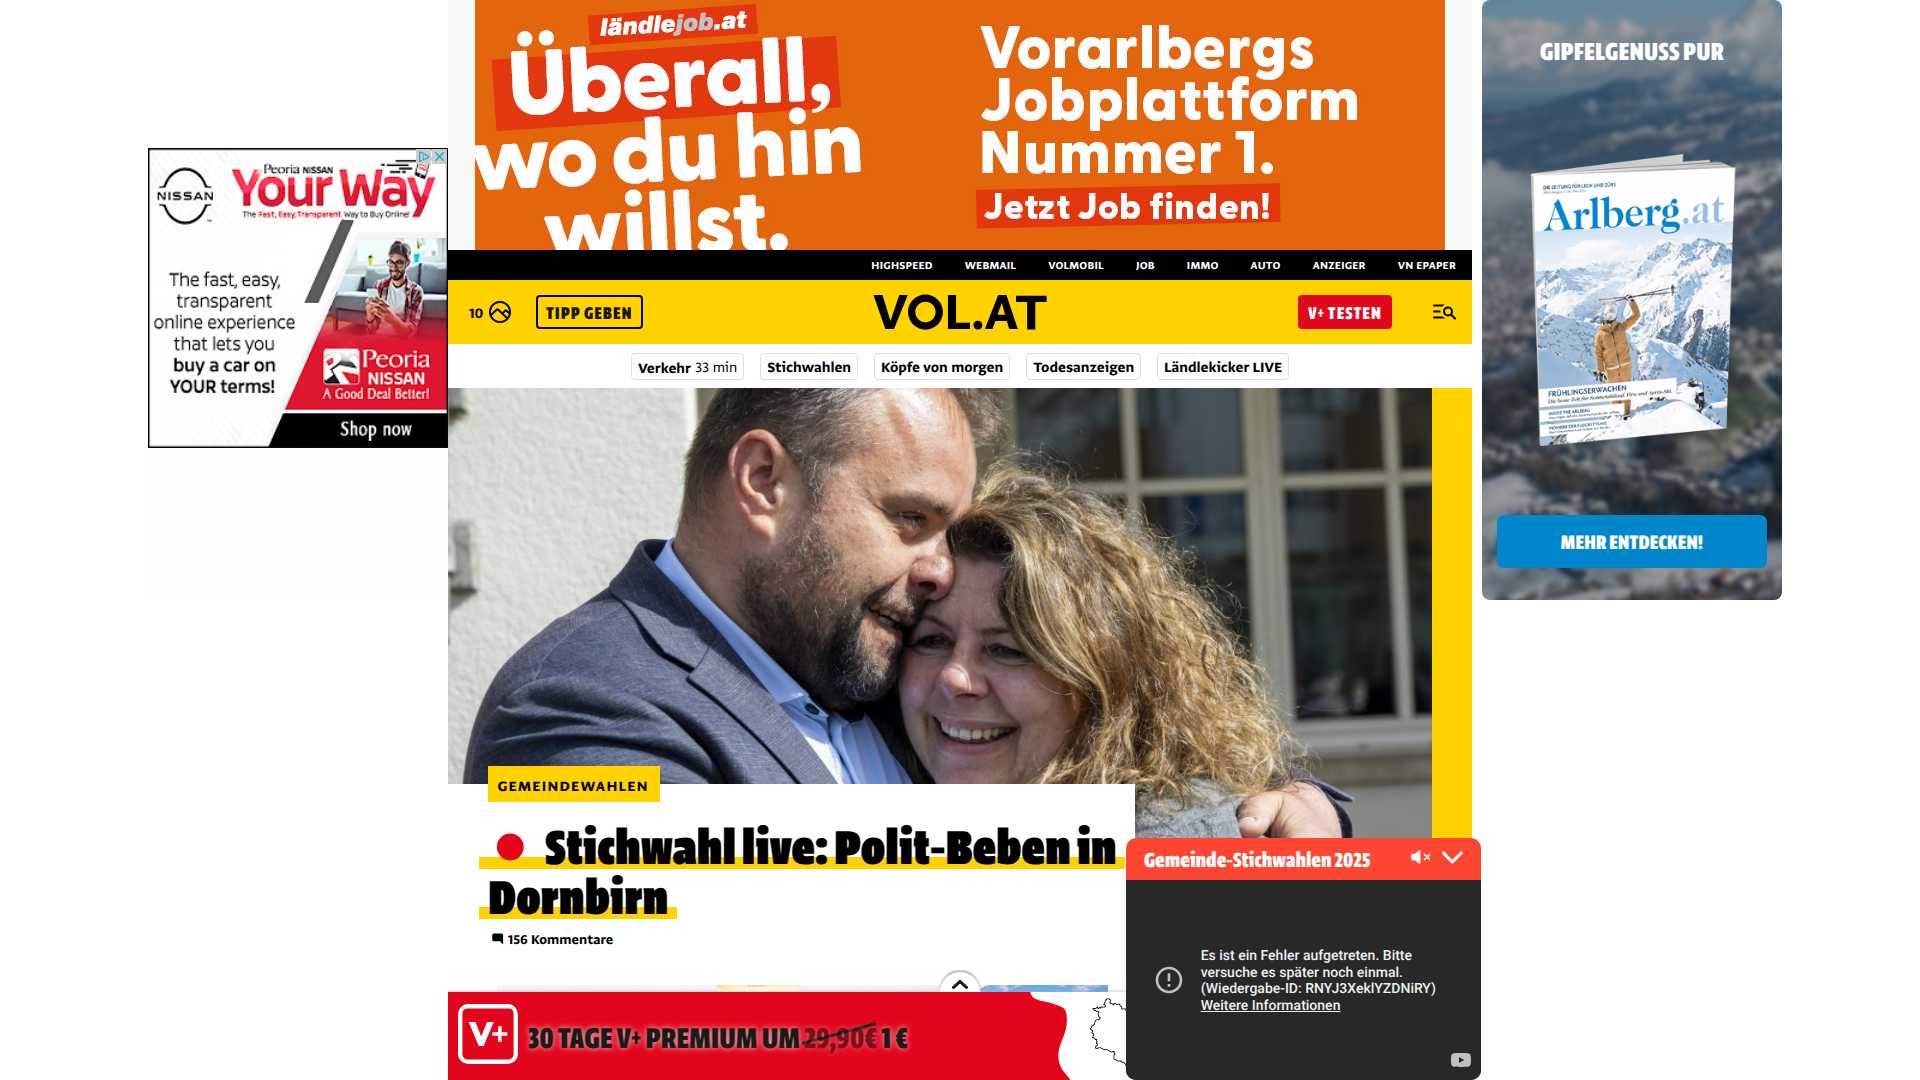 ländlejob.at
Überall,
wo du hin
willst.
Vorarlbergs
Jobplattform
Nummer 1.
Jetzt Job finden!
GIPFELGENUSS PUR
Arlberg.at
FRÜHLINGSERWACHEN
MEHR ENTDECKEN!
NISSAN
Peoria NISSAN
Your Way
The Fast, Easy, Transparent Way to Buy Online!
The fast, easy,
transparent
online experience
that lets you
buy a car on
YOUR terms!
Peoria
NISSAN
A Good Deal Better!
Shop now
HIGHSPEED WEBMAIL VOLMOBIL JOB IMMO AUTO ANZEIGER VN EPAPER
10 TIPP GEBEN VOL.AT V+ TESTEN
Verkehr 33 min Stichwahlen Köpfe von morgen Todesanzeigen Ländlekicker LIVE
GEMEINDEWAHLEN
Stichwahl live: Polit-Beben in
Dornbirn
156 Kommentare
Gemeinde-Stichwahlen 2025
Es ist ein Fehler aufgetreten. Bitte
versuche es später noch einmal.
(Wiedergabe-ID: RNYJ3XeklYZDNiRY)
Weitere Informationen
V+ 30 TAGE V+ PREMIUM UM 29,90€ 1 €